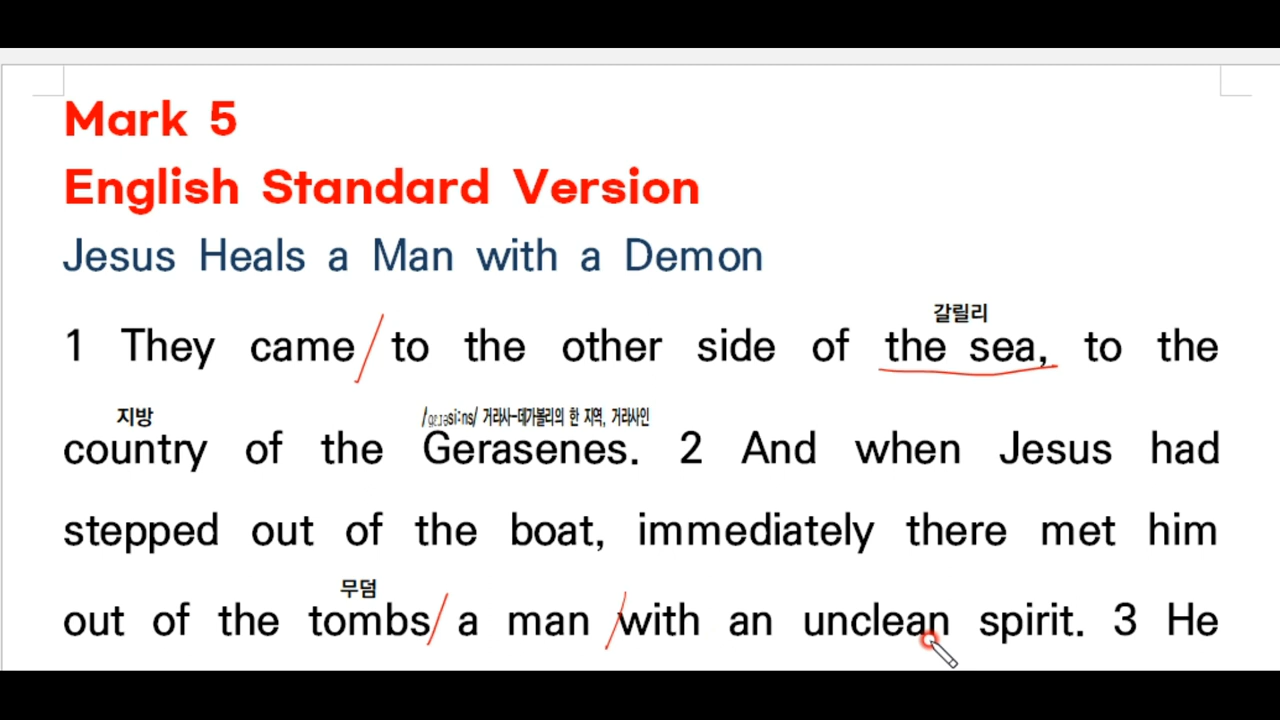 Mark 5
English Standard Version
Jesus Heals a Man with a Demon
갈릴리
1 They came to the other side of the sea, to the
지방 /ɡɛɹəsiːns/ 거라사-데가볼리의 한 지역, 거라사인
country of the Gerasenes. 2 And when Jesus had
stepped out of the boat, immediately there met him
무덤
out of the tombs a man with an unclean spirit. 3 He